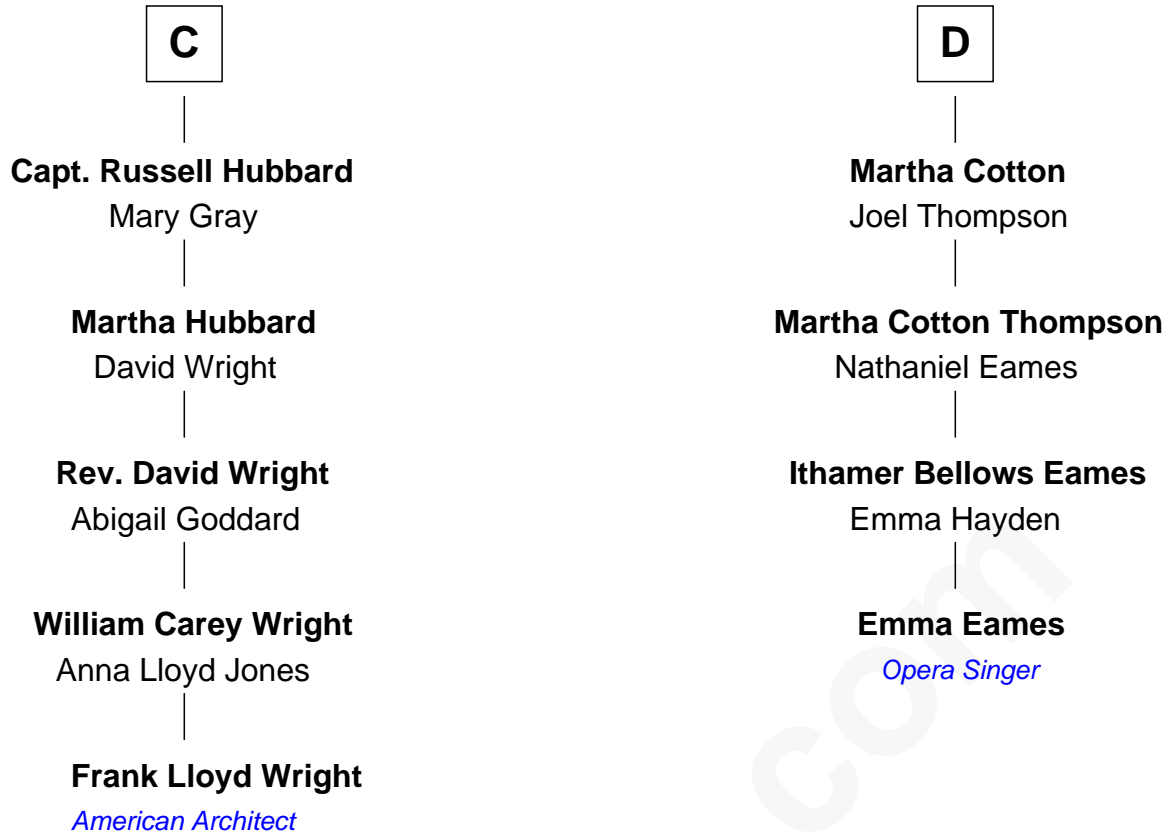 C
Capt. Russell Hubbard
Mary Gray
Martha Hubbard
David Wright
Rev. David Wright
Abigail Goddard
William Carey Wright
Anna Lloyd Jones
Frank Lloyd Wright
American Architect
D
Martha Cotton
Joel Thompson
Martha Cotton Thompson
Nathaniel Eames
Ithamer Bellows Eames
Emma Hayden
Emma Eames
Opera Singer
com